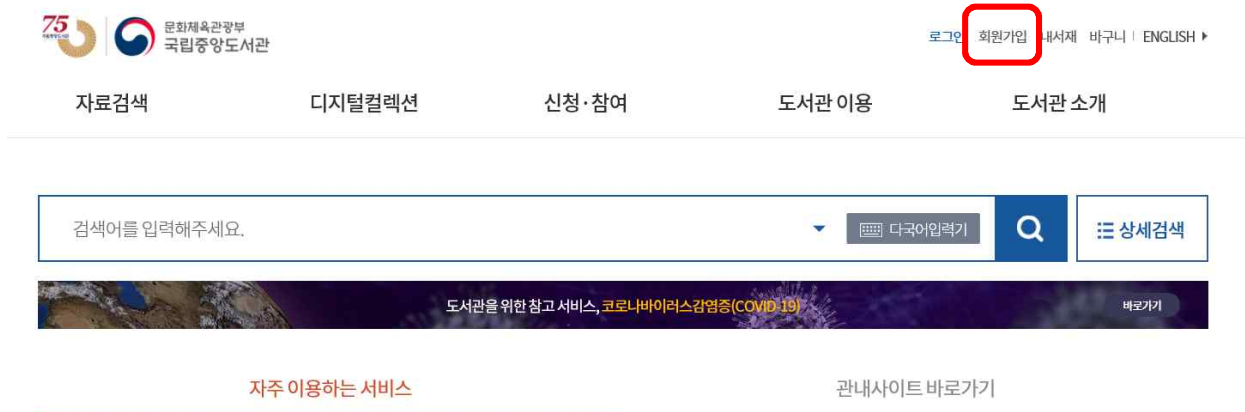 75
문화체육관광부
국립중앙도서관
로그인 회원가입 내서재 바구니 ENGLISH
자료검색 디지털컬렉션 신청·참여 도서관 이용 도서관 소개
검색어를 입력해주세요. 다국어입력기 상세검색
도서관을 위한 참고 서비스, 코로나바이러스감염증(COVID-19) 바로가기
자주 이용하는 서비스 관내사이트 바로가기